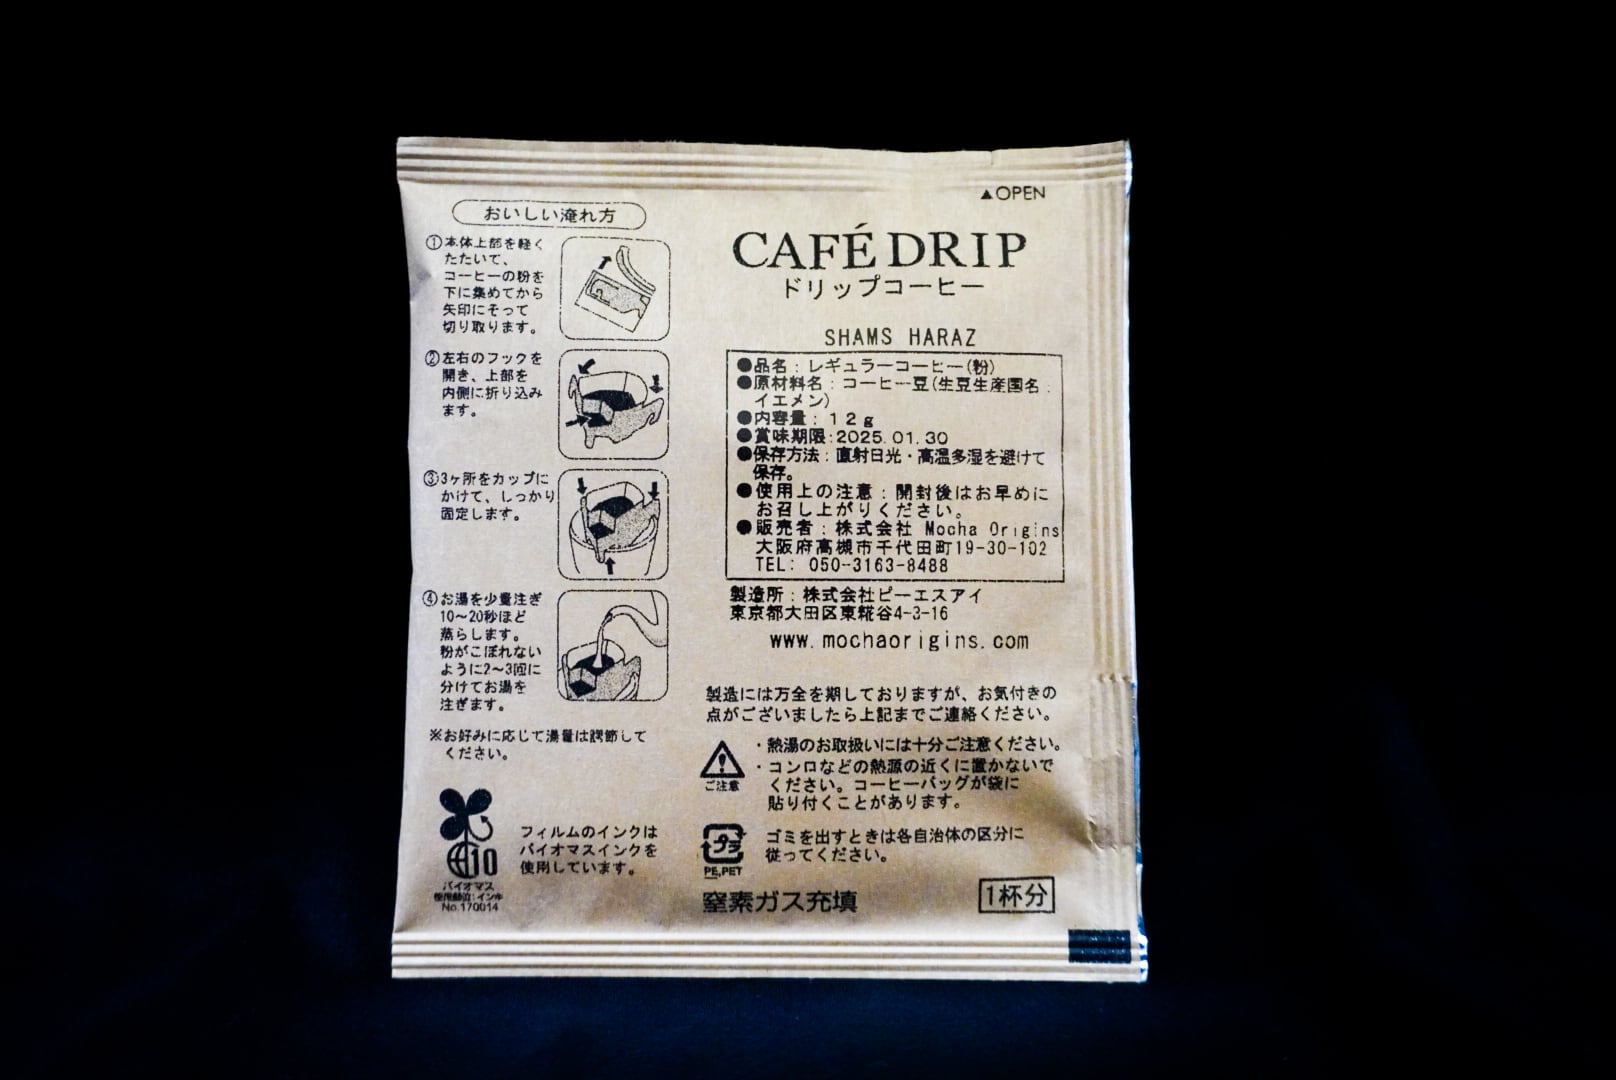 おいしい淹れ方
①本体上部を軽く
たたいて、
コーヒーの粉を
下に集めてから
矢印にそって
切り取ります。
②左右のフックを
開き、上部を
内側に折り込み
ます。
③3ヶ所をカップに
かけて、しっかり
固定します。
④お湯を少量注ぎ
10〜20秒ほど
蒸らします。
粉がこぼれない
ように2〜3回に
分けてお湯を
注ぎます。
※お好みに応じて湯量は調節して
ください。
10
バイオマス
No.170014
フィルムのインクは
バイオマスインクを
使用しています。
▲OPEN
CAFÉ DRIP
ドリップコーヒー
SHAMS HARAZ
●品名：レギュラーコーヒー(粉)
●原材料名：コーヒー豆(生豆生産国名：
イエメン)
●内容量：12g
●賞味期限:2025.01.30
●保存方法：直射日光・高温多湿を避けて
保存。
●使用上の注意：開封後はお早めに
お召し上がりください。
●販売者：株式会社 Mocha Origins
大阪府高槻市千代田町19-30-102
TEL: 050-3163-8488
製造所：株式会社ピーエスアイ
東京都大田区東糀谷4-3-16
www.mochaorigins.com
製造には万全を期しておりますが、お気付きの
点がございましたら上記までご連絡ください。
・熱湯のお取扱いには十分ご注意ください。
・コンロなどの熱源の近くに置かないで
ください。コーヒーバッグが袋に
貼り付くことがあります。
ご注意
プラ
PE,PET
ゴミを出すときは各自治体の区分に
従ってください。
窒素ガス充填
1杯分